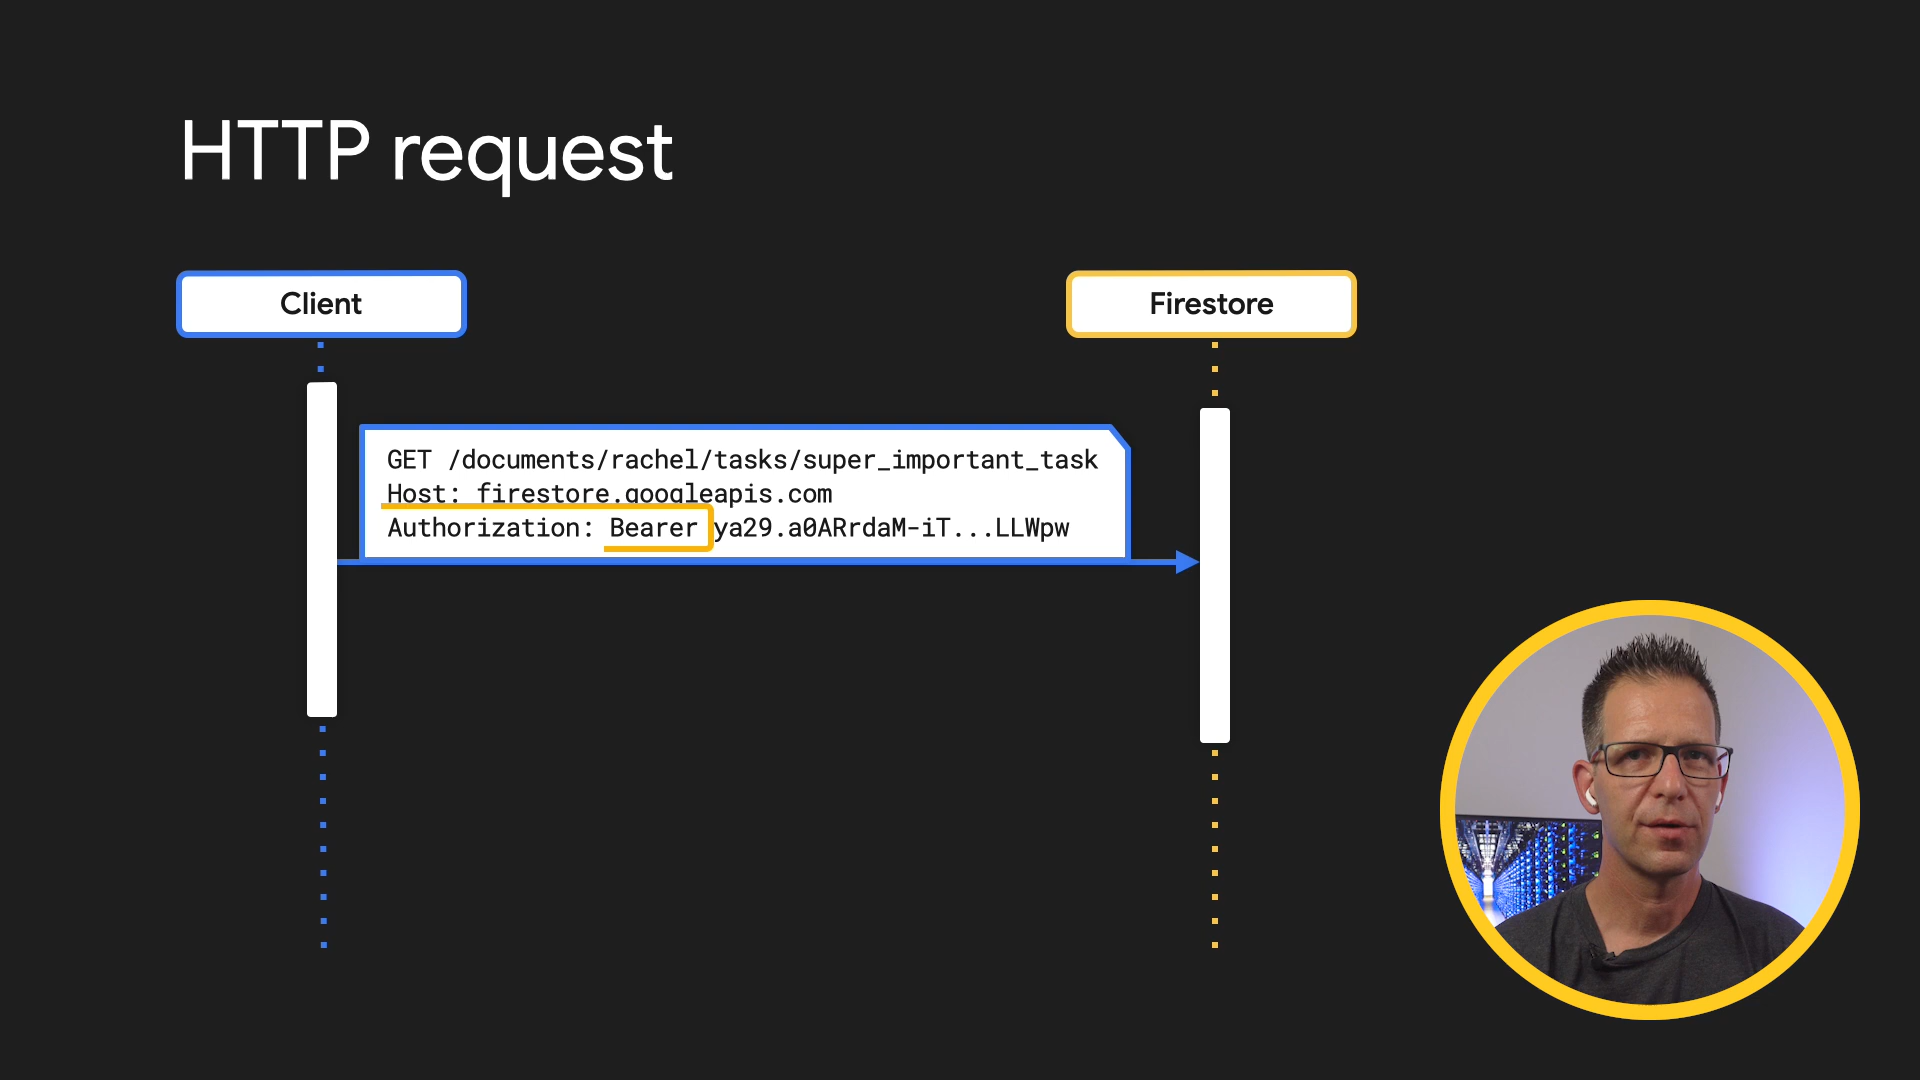 HTTP request
Client
Firestore
GET /documents/rachel/tasks/super_important_task
Host: firestore.googleapis.com
Authorization: Bearer ya29.a0ARrdaM-iT...LLWpw